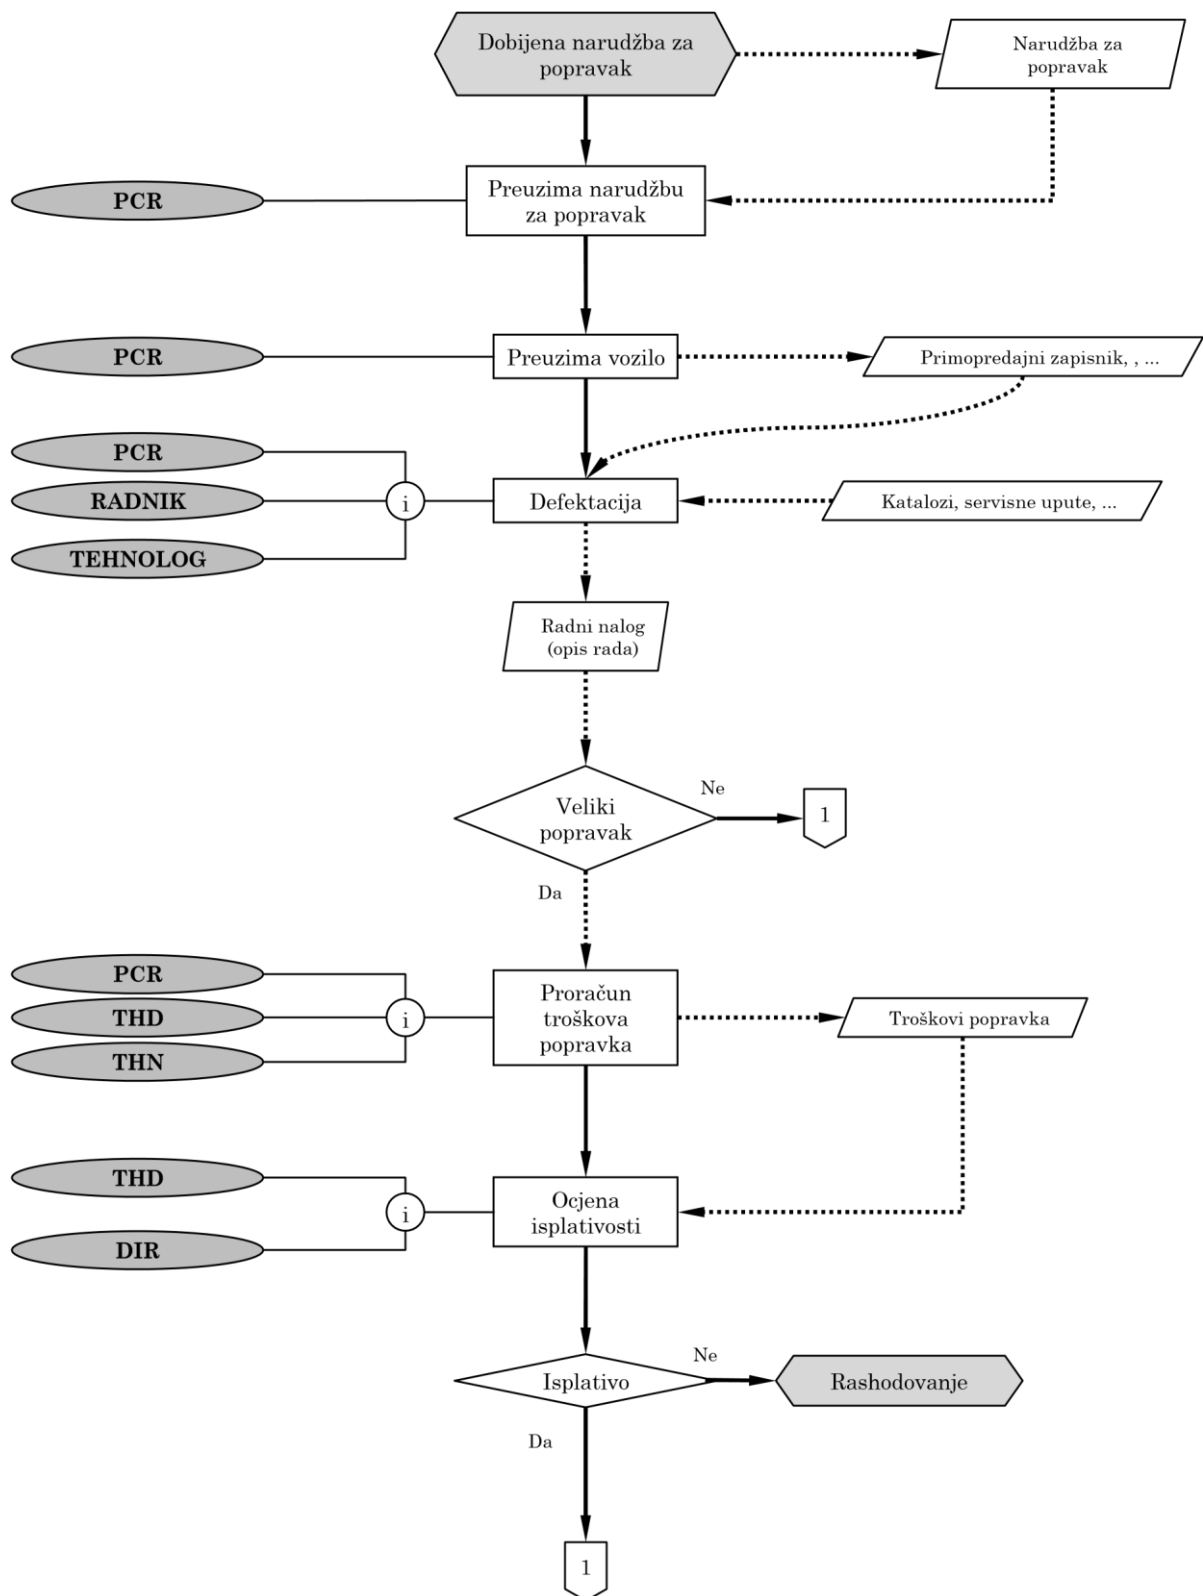 Dobijena narudžba za
popravak
Narudžba za
popravak
PCR
Preuzima narudžbu
za popravak
PCR
Preuzima vozilo
Primopredajni zapisnik, , ...
PCR
RADNIK
TEHNOLOG
i
Defektacija
Katalozi, servisne upute, ...
Radni nalog
(opis rada)
Veliki
popravak
Ne
1
Da
PCR
THD
THN
i
Proračun
troškova
popravka
Troškovi popravka
THD
DIR
i
Ocjena
isplativosti
Isplativo
Ne
Rashodovanje
Da
1